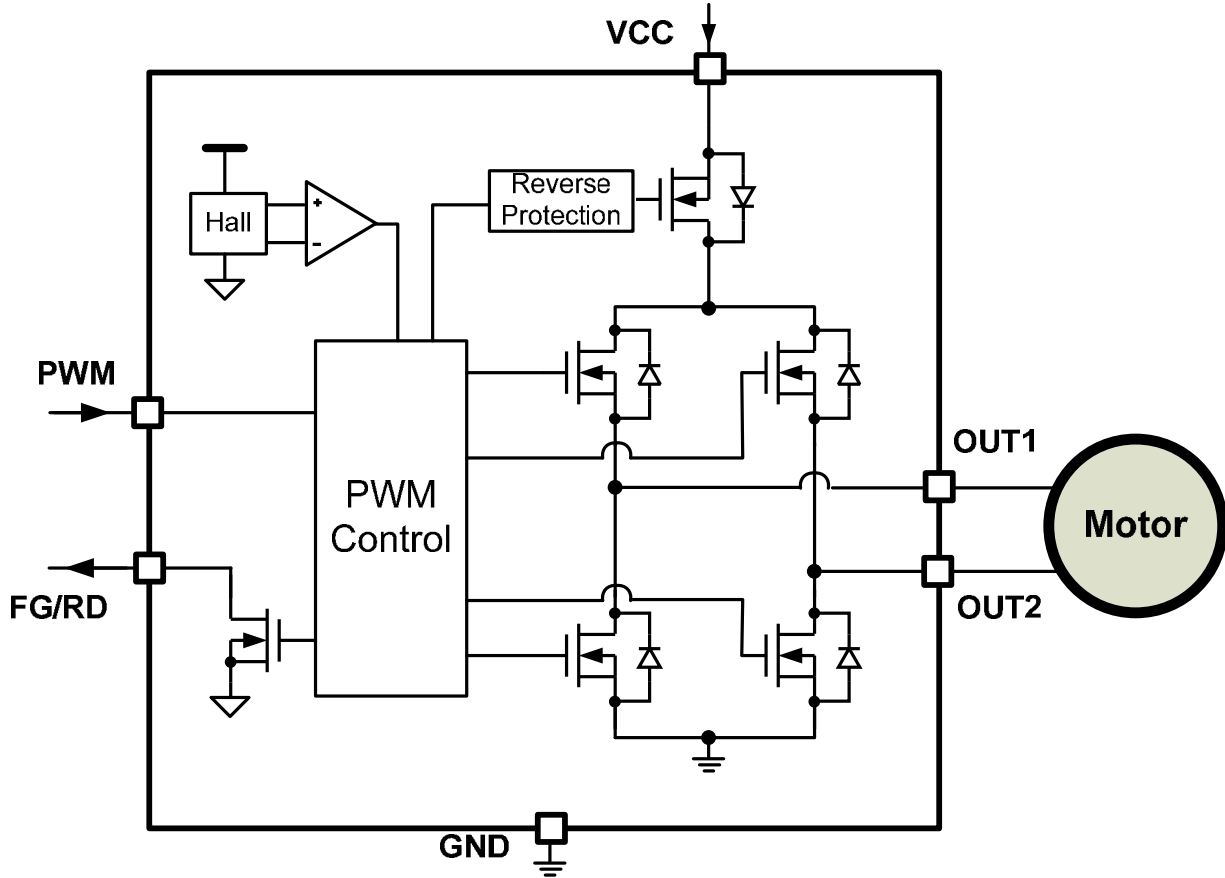 VCC
Reverse
Protection
+
Hall
-
PWM
OUT1
PWM
Control
Motor
FG/RD
OUT2
GND